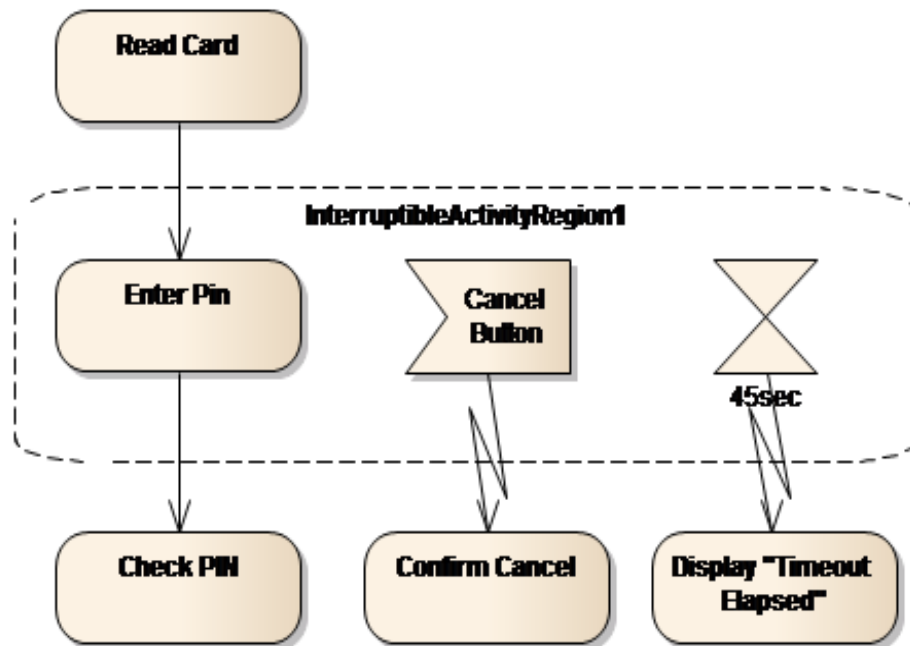 Read Card
InterruptibleActivityRegion1
Enter Pin
Cancel
Button
45sec
Check PIN
Confirm Cancel
Display "Timeout
Elapsed"